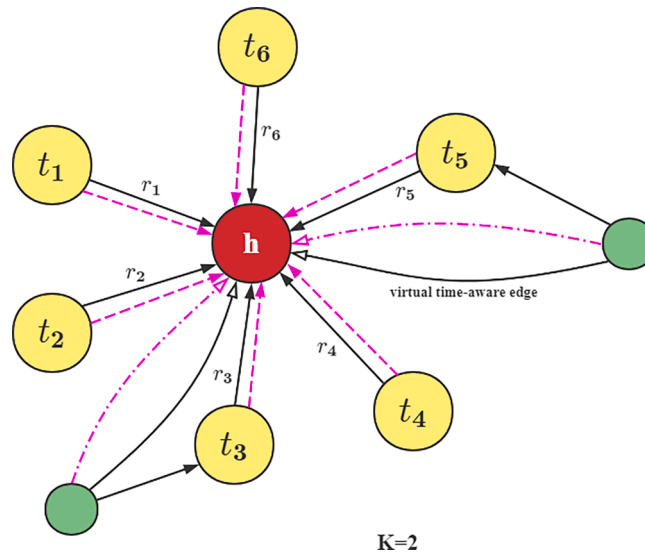 t₆
r₆
t₁
r₁
t₅
r₅
h
r₂
t₂
virtual time-aware edge
r₄
r₃
t₄
t₃
K=2